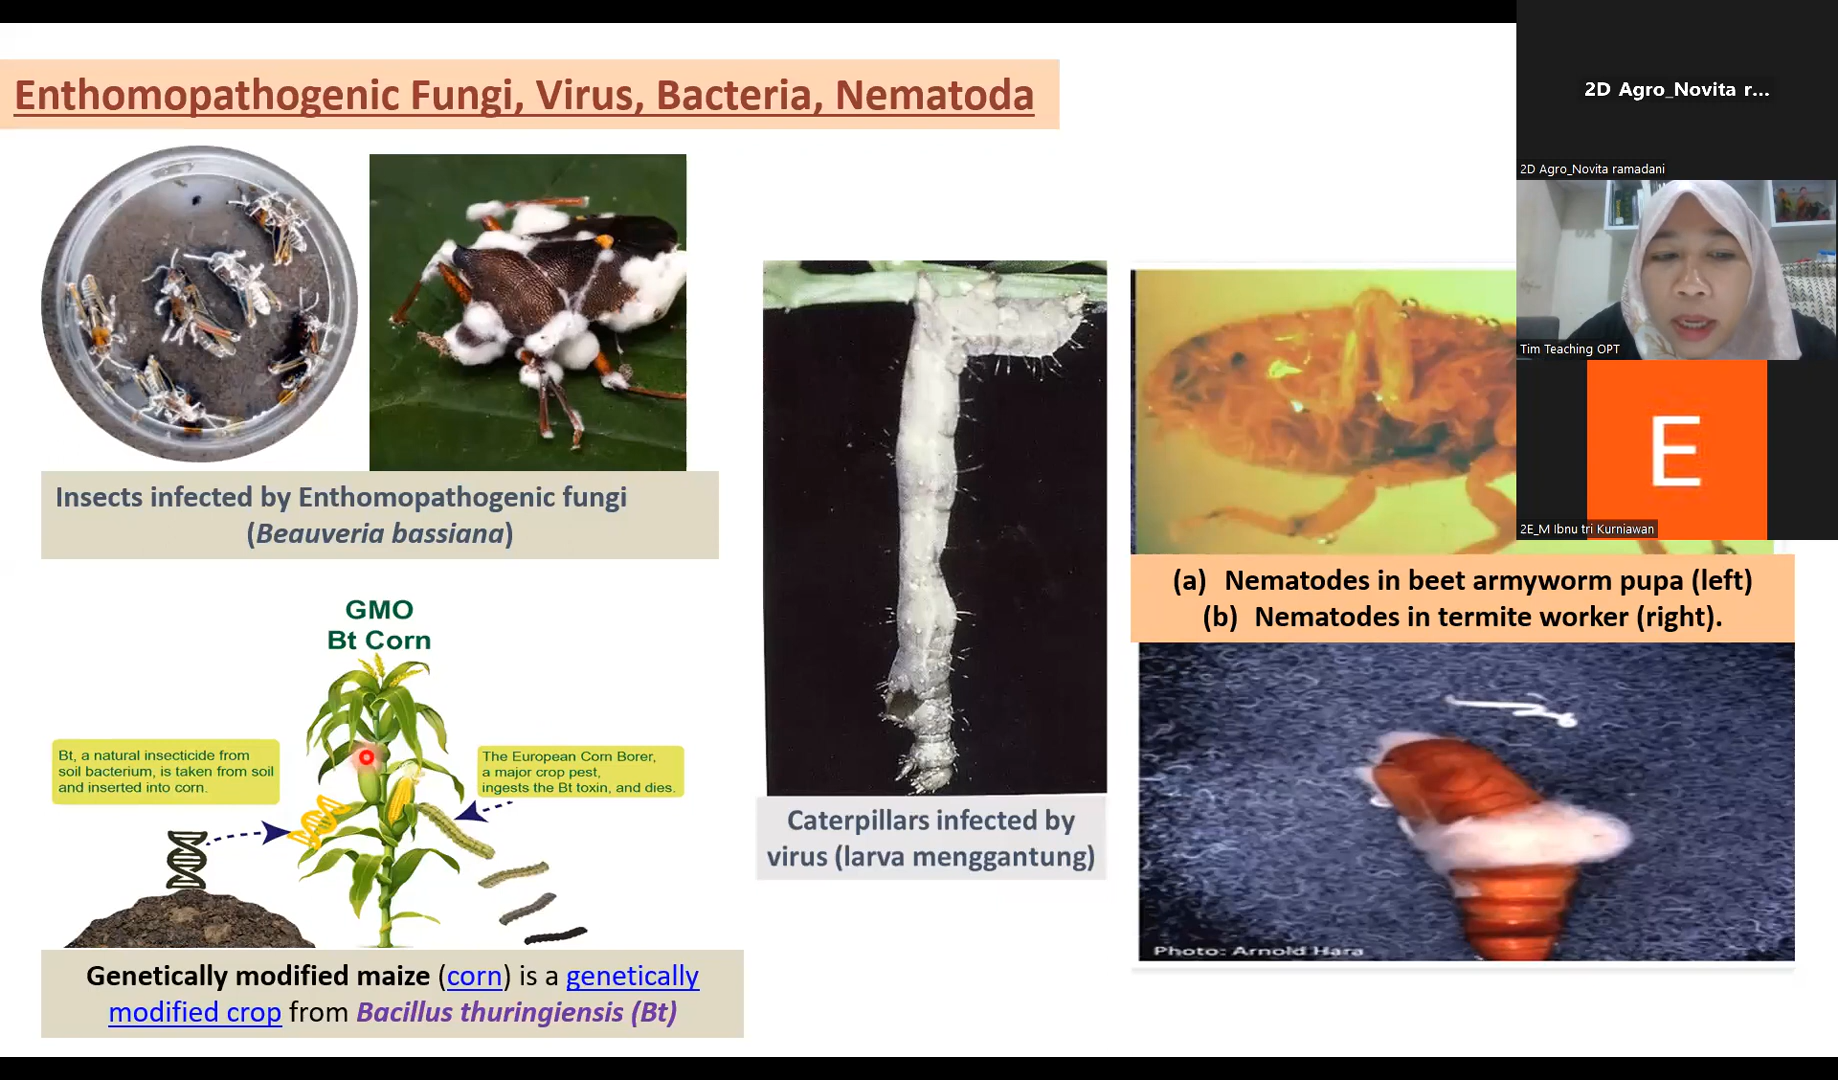 Enthomopathogenic Fungi, Virus, Bacteria, Nematoda
Insects infected by Enthomopathogenic fungi
(Beauveria bassiana)
GMO
Bt Corn
Bt, a natural insecticide from
soil bacterium, is taken from soil
and inserted into corn.
The European Corn Borer,
a major crop pest,
ingests the Bt toxin, and dies.
Genetically modified maize (corn) is a genetically
modified crop from Bacillus thuringiensis (Bt)
Caterpillars infected by
virus (larva menggantung)
(a) Nematodes in beet armyworm pupa (left)
(b) Nematodes in termite worker (right).
Photo: Arnold Hara
2D Agro_Novita r...
2D Agro_Novita ramadani
Tim Teaching OPT
E
2E_M Ibnu tri Kurniawan